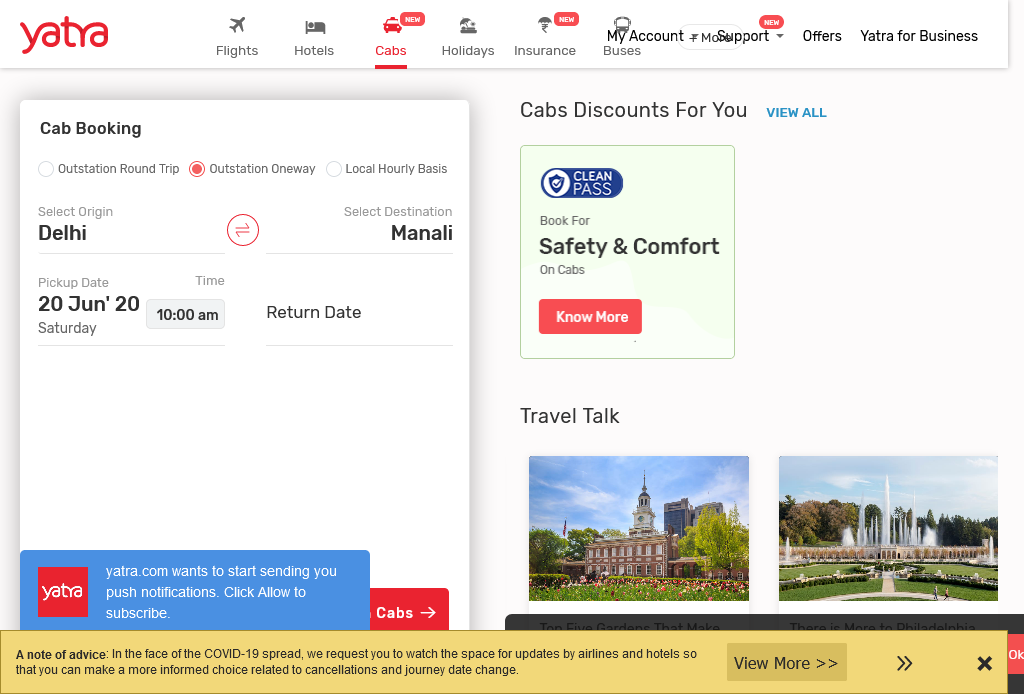 yatra
Flights
Hotels
NEW
Cabs
Holidays
NEW
Insurance
Buses
My Account
More
NEW
Support
Offers
Yatra for Business
Cab Booking
Outstation Round Trip
Outstation Oneway
Local Hourly Basis
Select Origin
Delhi
Select Destination
Manali
Pickup Date
20 Jun' 20
Saturday
Time
10:00 am
Return Date
Cabs
yatra
yatra.com wants to start sending you
push notifications. Click Allow to
subscribe.
Cabs Discounts For You
VIEW ALL
CLEAN
PASS
Book For
Safety & Comfort
On Cabs
Know More
Travel Talk
Top Five Gardens That Make
There is More to Philadelphia
A note of advice: In the face of the COVID-19 spread, we request you to watch the space for updates by airlines and hotels so
that you can make a more informed choice related to cancellations and journey date change.
View More >>
Ok